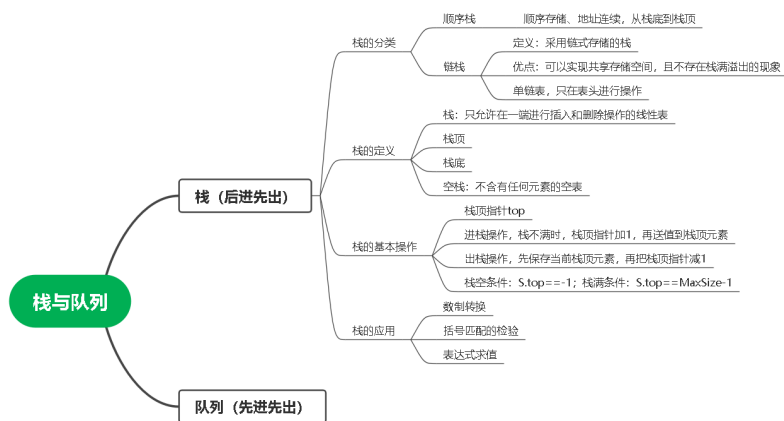 栈与队列
栈（后进先出）
栈的分类
顺序栈
顺序存储、地址连续，从栈底到栈顶
链栈
定义：采用链式存储的栈
优点：可以实现共享存储空间，且不存在栈满溢出的现象
单链表，只在表头进行操作
栈的定义
栈：只允许在一端进行插入和删除操作的线性表
栈顶
栈底
空栈：不含有任何元素的空表
栈的基本操作
栈顶指针top
进栈操作，栈不满时，栈顶指针加1，再送值到栈顶元素
出栈操作，先保存当前栈顶元素，再把栈顶指针减1
栈空条件：S.top==-1；栈满条件：S.top==MaxSize-1
栈的应用
数制转换
括号匹配的检验
表达式求值
队列（先进先出）